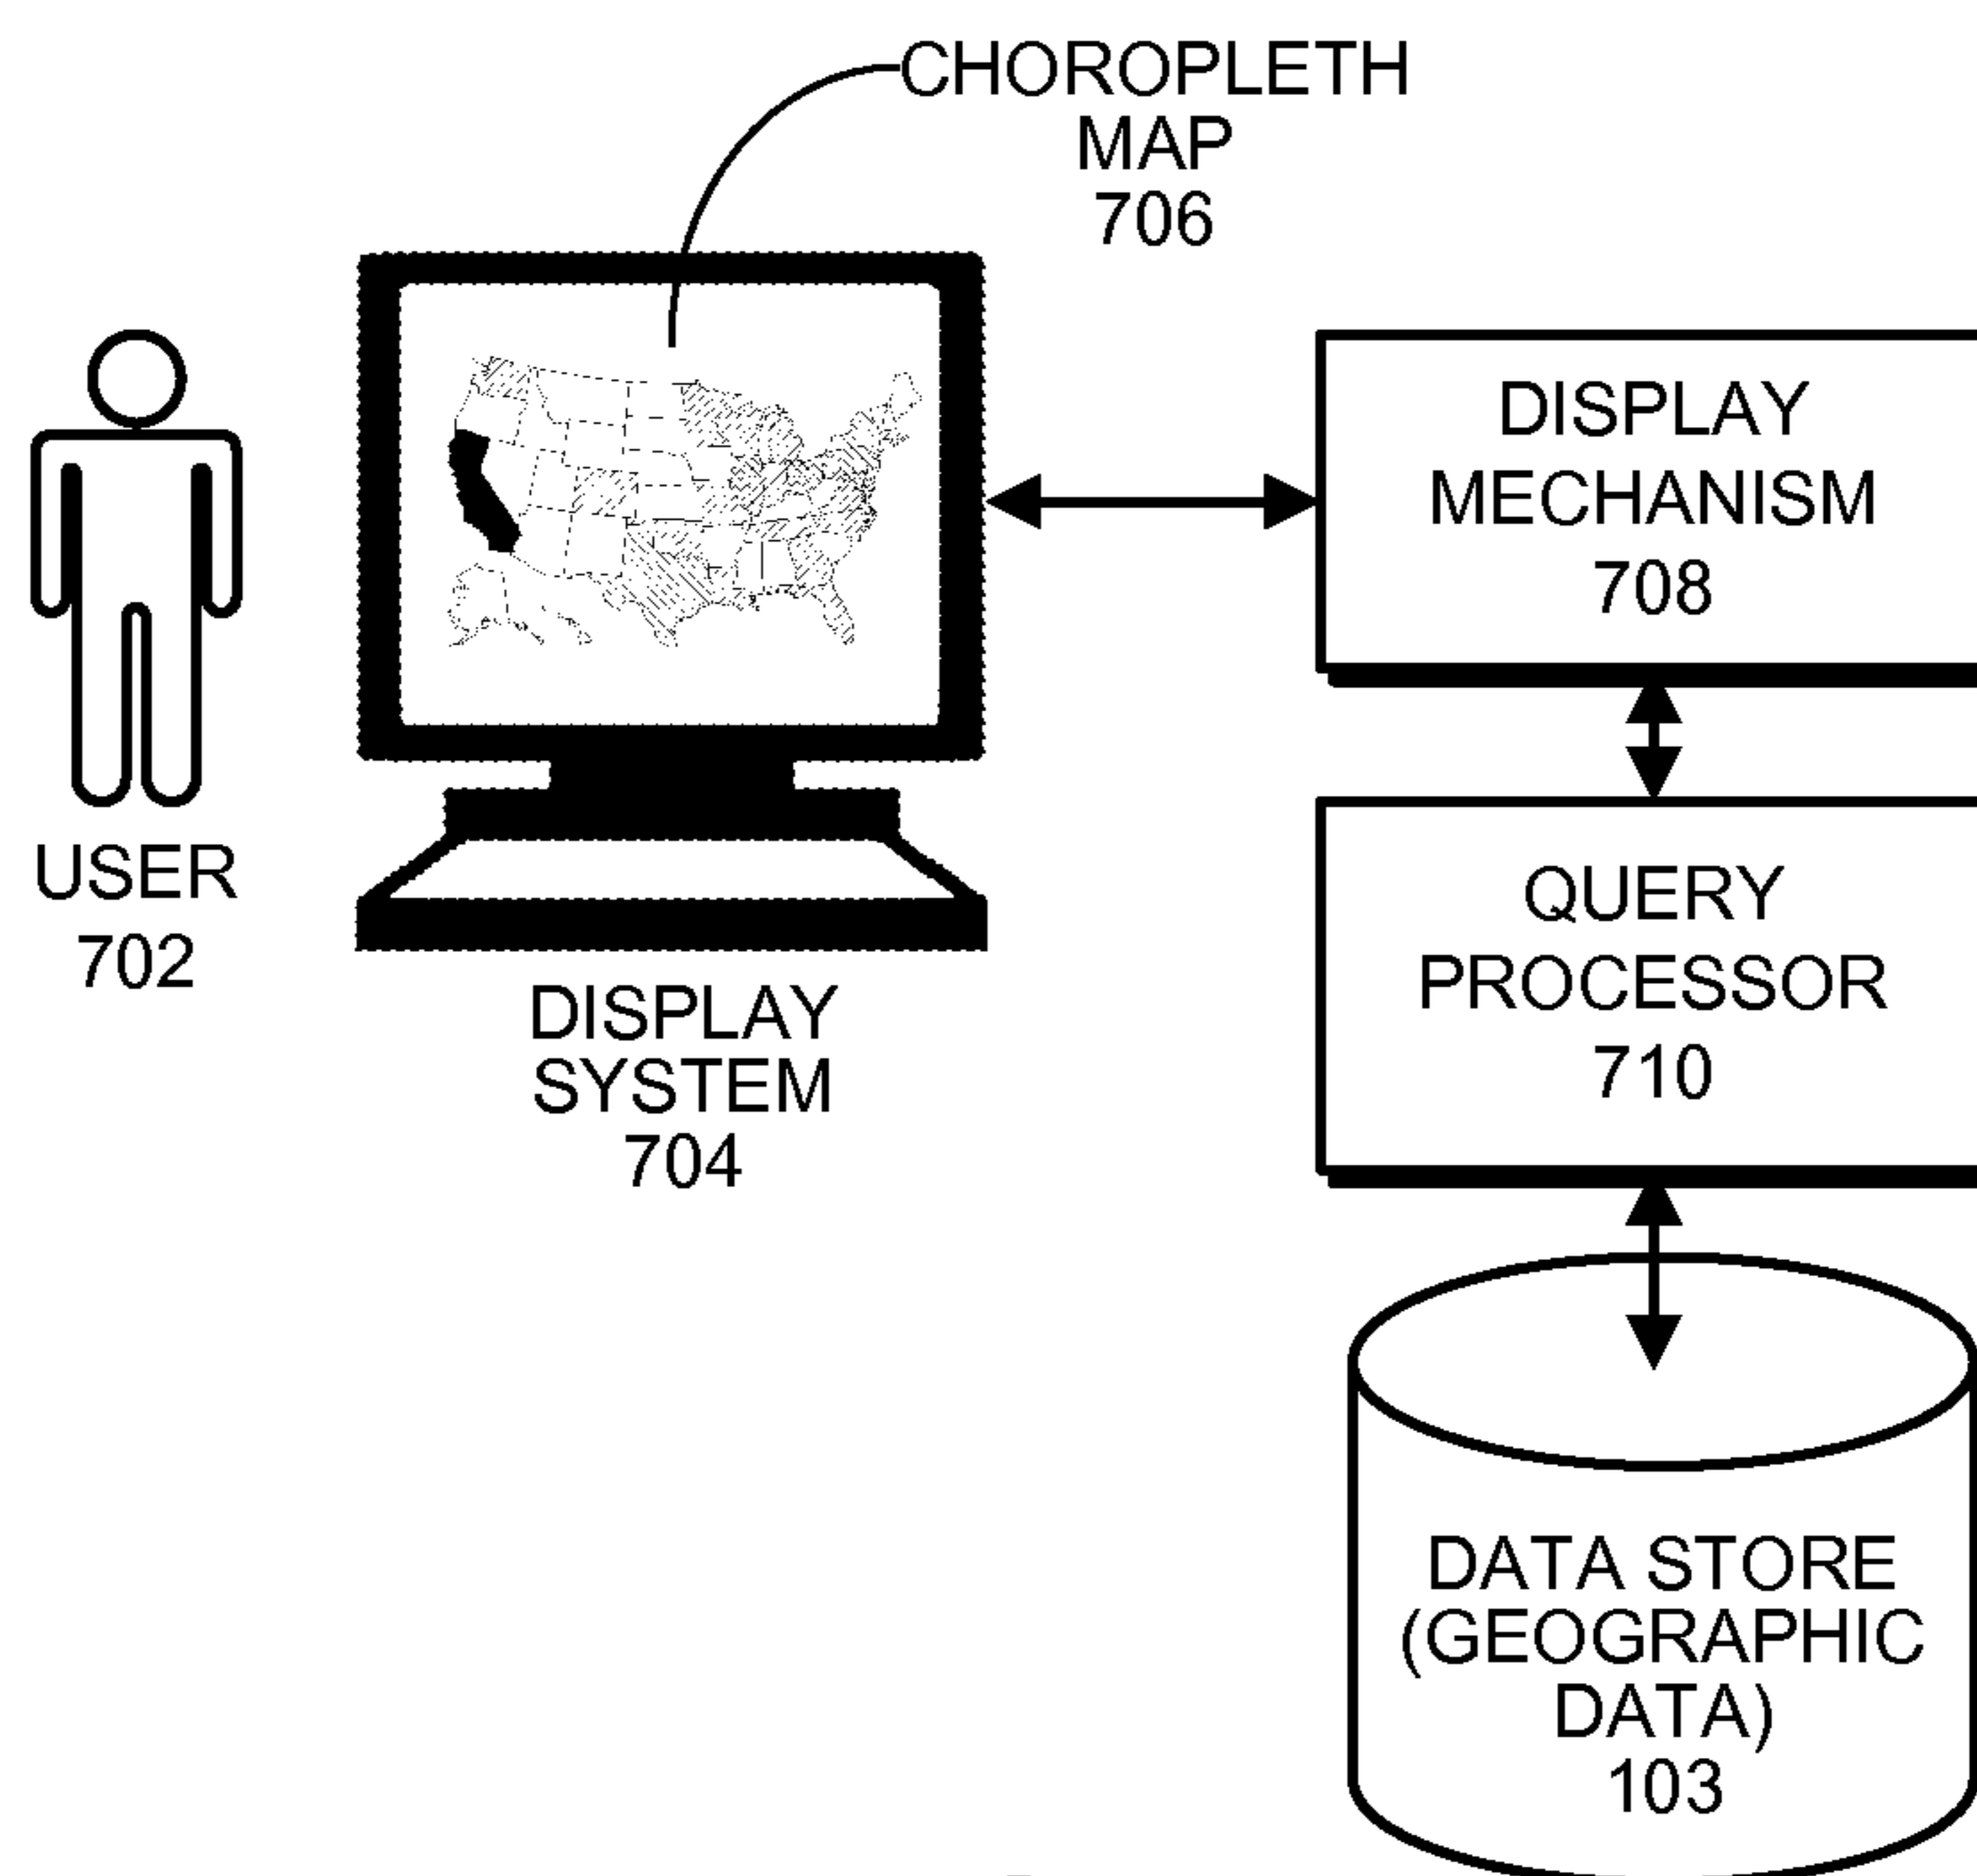 CHOROPLETH
MAP
706
DISPLAY
MECHANISM
708
USER
702
QUERY
PROCESSOR
710
DISPLAY
SYSTEM
704
DATA STORE
(GEOGRAPHIC
DATA)
103